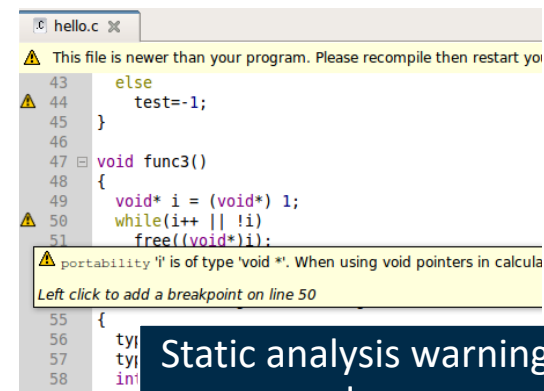 hello.c
This file is newer than your program. Please recompile then restart
43 else
44 test=-1;
45 }
46
47 void func3()
48 {
49 void* i = (void*) 1;
50 while(i++ || !i)
51 free((void*)i);
portability 'i' is of type 'void *'. When using void pointers in
Left click to add a breakpoint on line 50
55 {
56
57
58
Static analysis warning